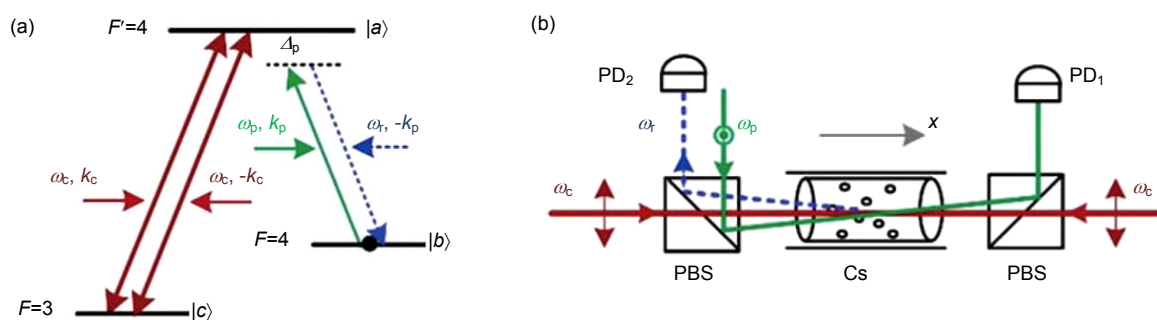 (a)
F′=4
|a⟩
Δp
ωp, kp
ωr, -kp
ωc, kc
ωc, -kc
F=4
|b⟩
F=3
|c⟩
(b)
PD2
PD1
ωr
ωp
x
ωc
ωc
PBS
Cs
PBS